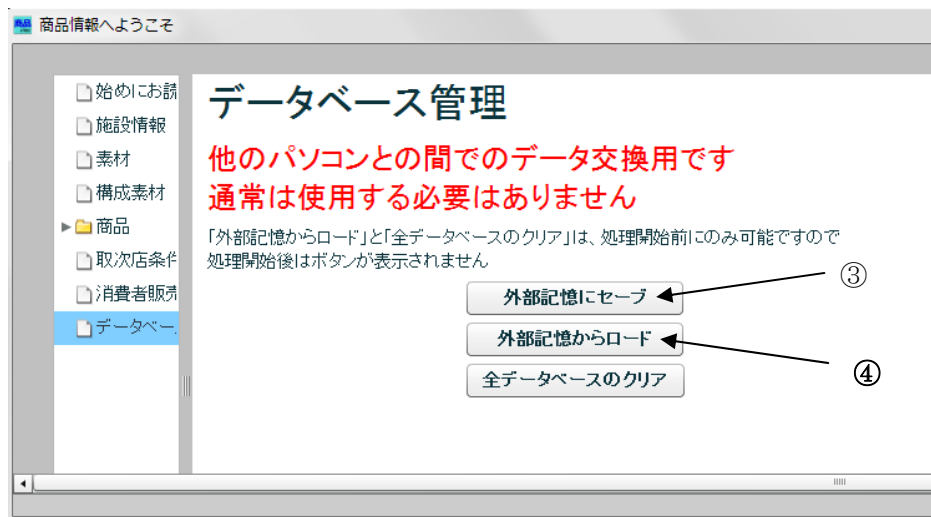 商品情報へようこそ
始めにお読
施設情報
素材
構成素材
商品
取次店条件
消費者販売
データベー
データベース管理
他のパソコンとの間でのデータ交換用です
通常は使用する必要はありません
「外部記憶からロード」と「全データベースのクリア」は、処理開始前にのみ可能ですので
処理開始後はボタンが表示されません
外部記憶にセーブ
③
外部記憶からロード
④
全データベースのクリア